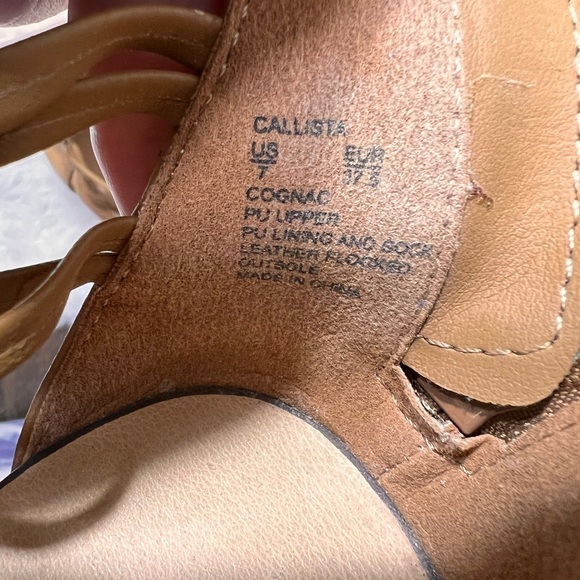 CALLISTA
US EUR
7 37.5
COGNAC
PU UPPER
PU LINING AND SOCK
LEATHER FLOCKED
OUTSOLE
MADE IN CHINA